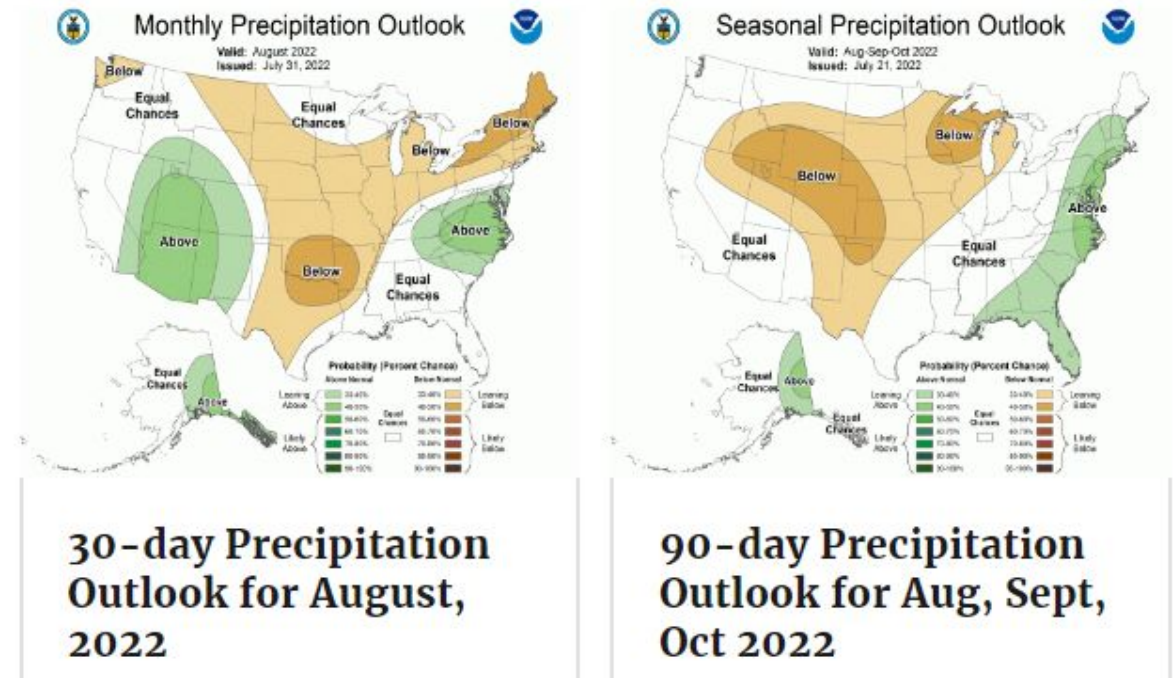 Monthly Precipitation Outlook
Valid: August 2022
Issued: July 31, 2022
Below
Equal
Chances
Equal
Chances
Below
Below
Above
Below
Above
Equal
Chances
Equal
Chances
Above
Probability (Percent Chance)
Above Normal Below Normal
Leaning
Above
Equal
Chances
Leaning
Below
Likely
Above
Likely
Below
30-day Precipitation
Outlook for August,
2022
Seasonal Precipitation Outlook
Valid: Aug-Sep-Oct 2022
Issued: July 21, 2022
Below
Below
Above
Equal
Chances
Equal
Chances
Equal
Chances
Above
Equal
Chances
Probability (Percent Chance)
Above Normal Below Normal
Leaning
Above
Equal
Chances
Leaning
Below
Likely
Above
Likely
Below
90-day Precipitation
Outlook for Aug, Sept,
Oct 2022